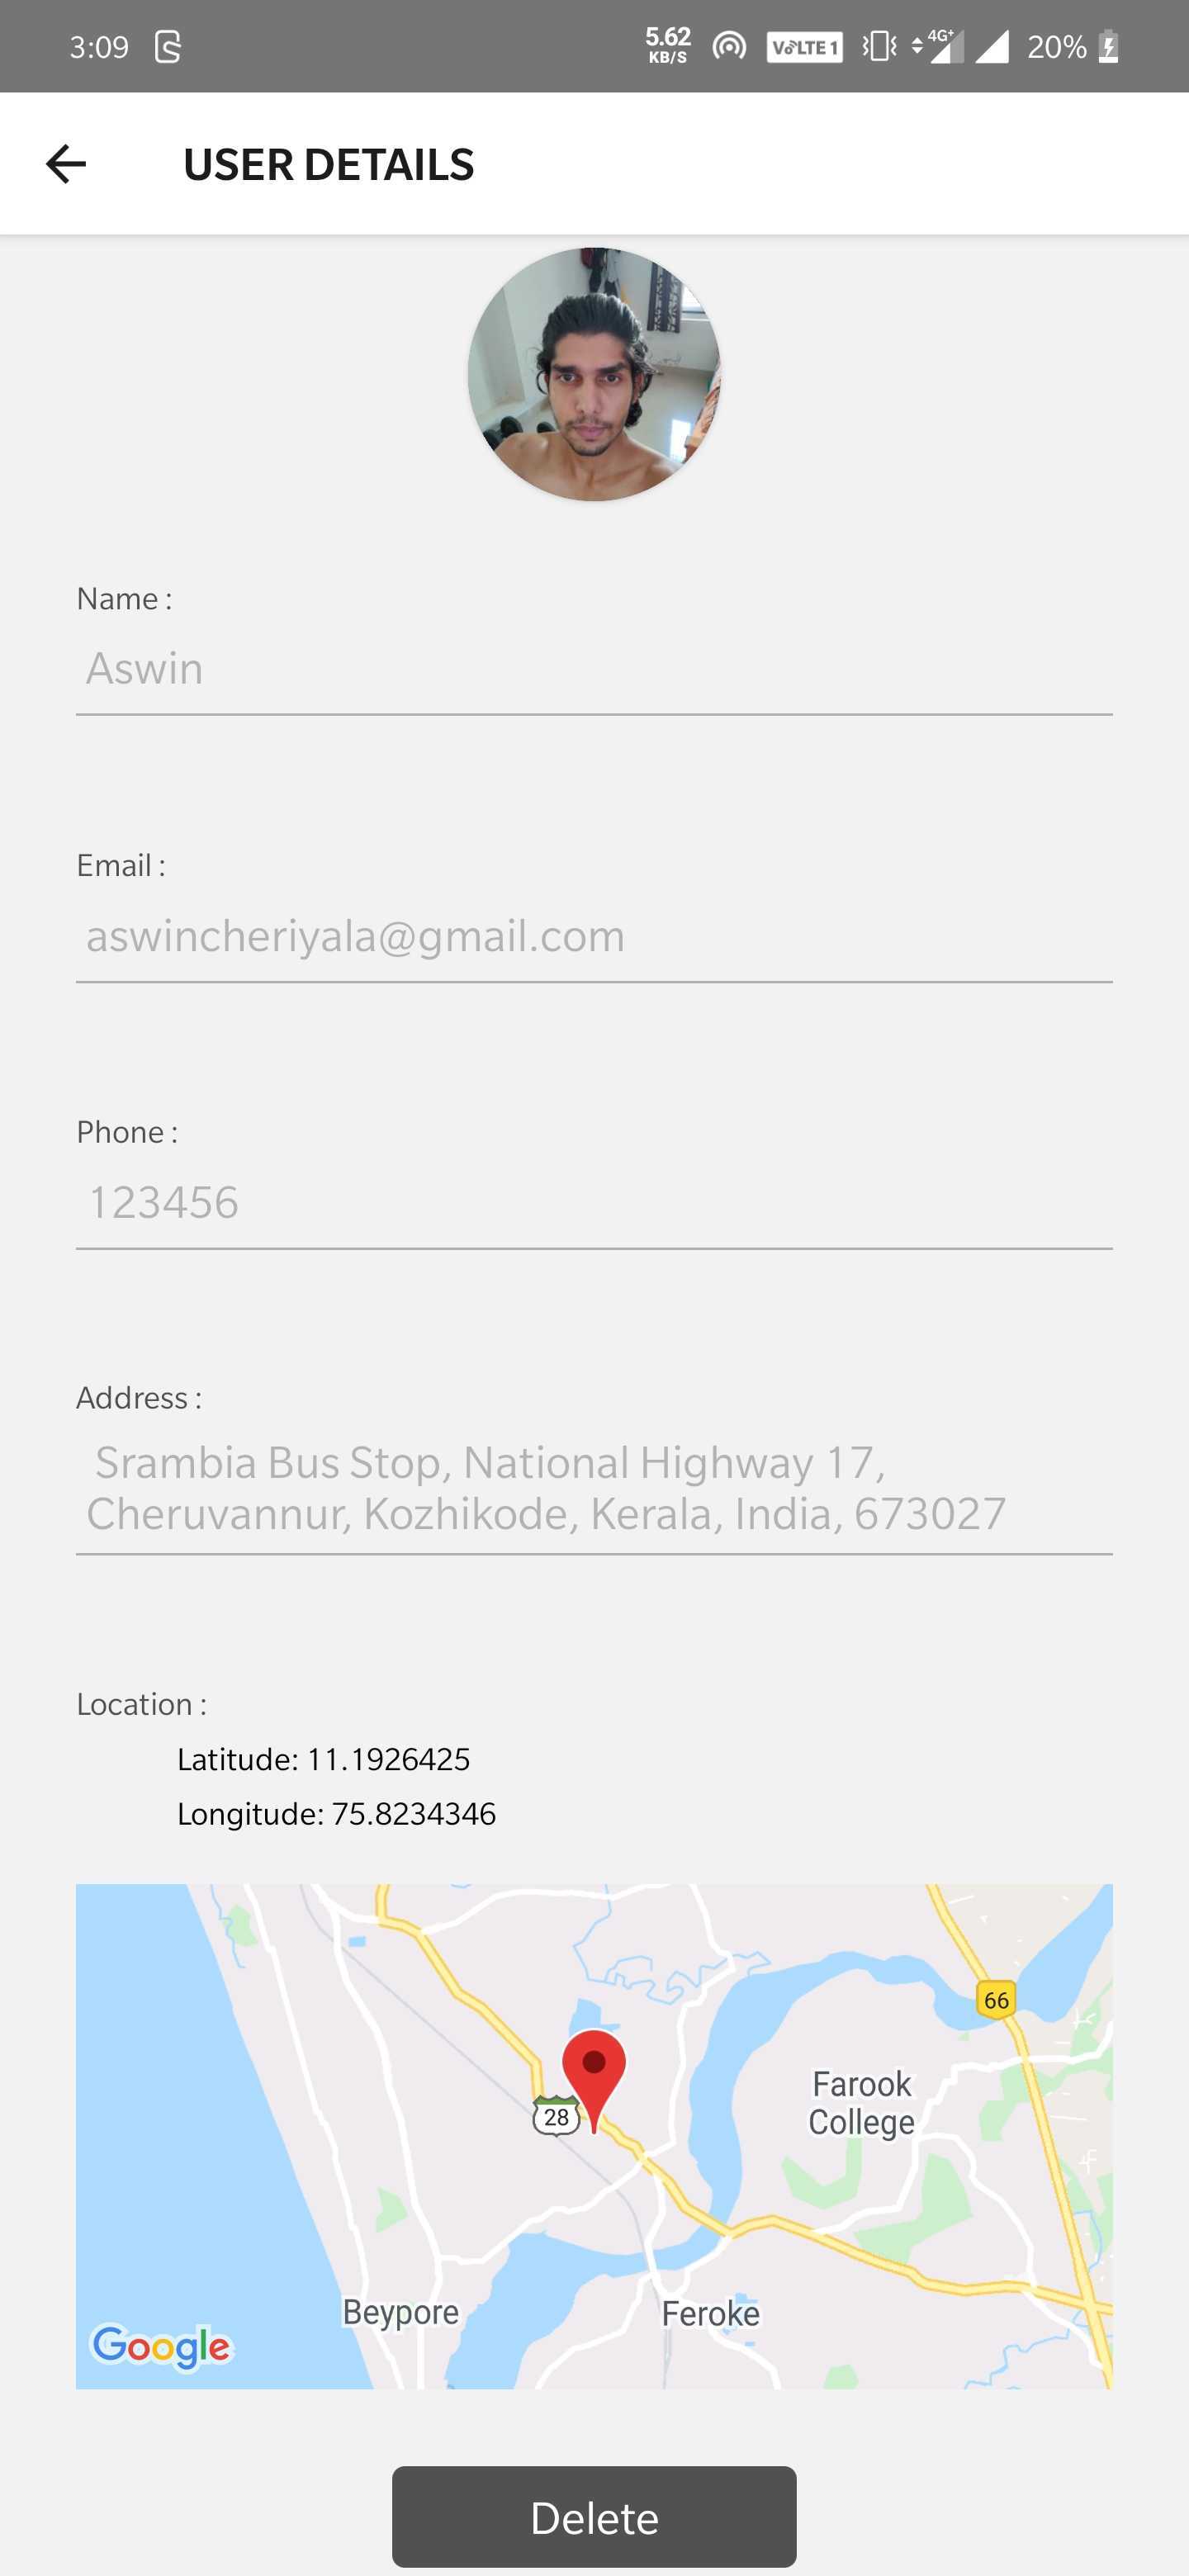 3:09
5.62
KB/S
VoLTE 1
4G+
20%
USER DETAILS
Name :
Aswin
Email :
aswincheriyala@gmail.com
Phone :
123456
Address :
Srambia Bus Stop, National Highway 17,
Cheruvannur, Kozhikode, Kerala, India, 673027
Location :
Latitude: 11.1926425
Longitude: 75.8234346
66
Farook
College
28
Beypore
Feroke
Google
Delete